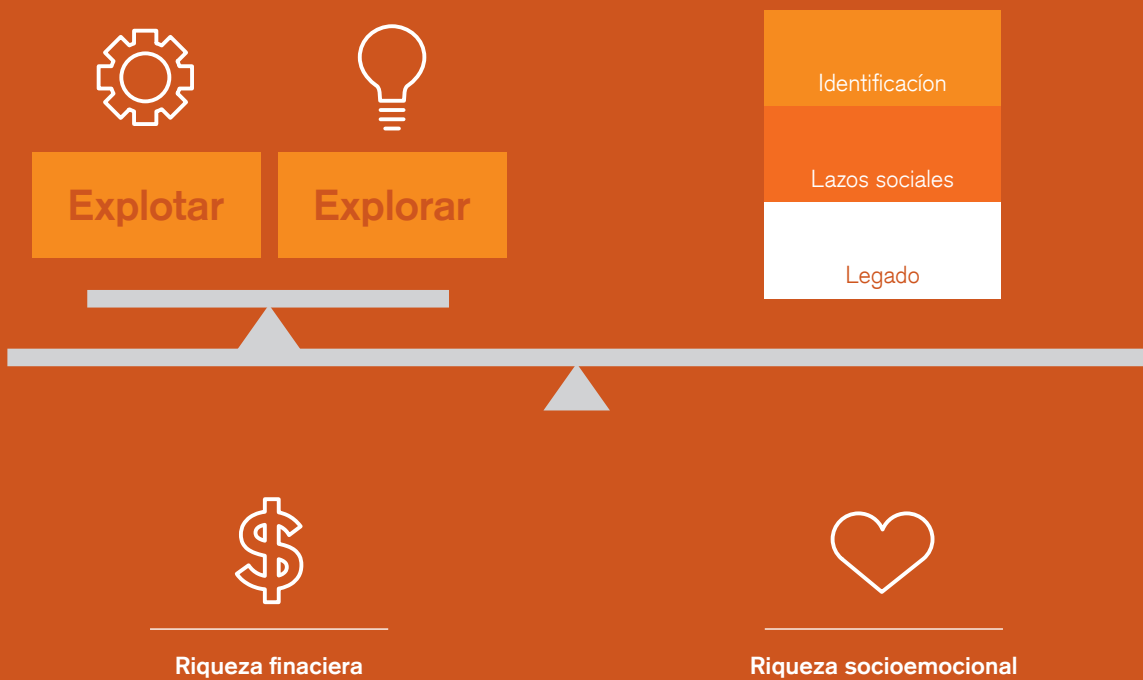 Explotar
Explorar
Identificacíon
Lazos sociales
Legado
Riqueza finaciera
Riqueza socioemocional